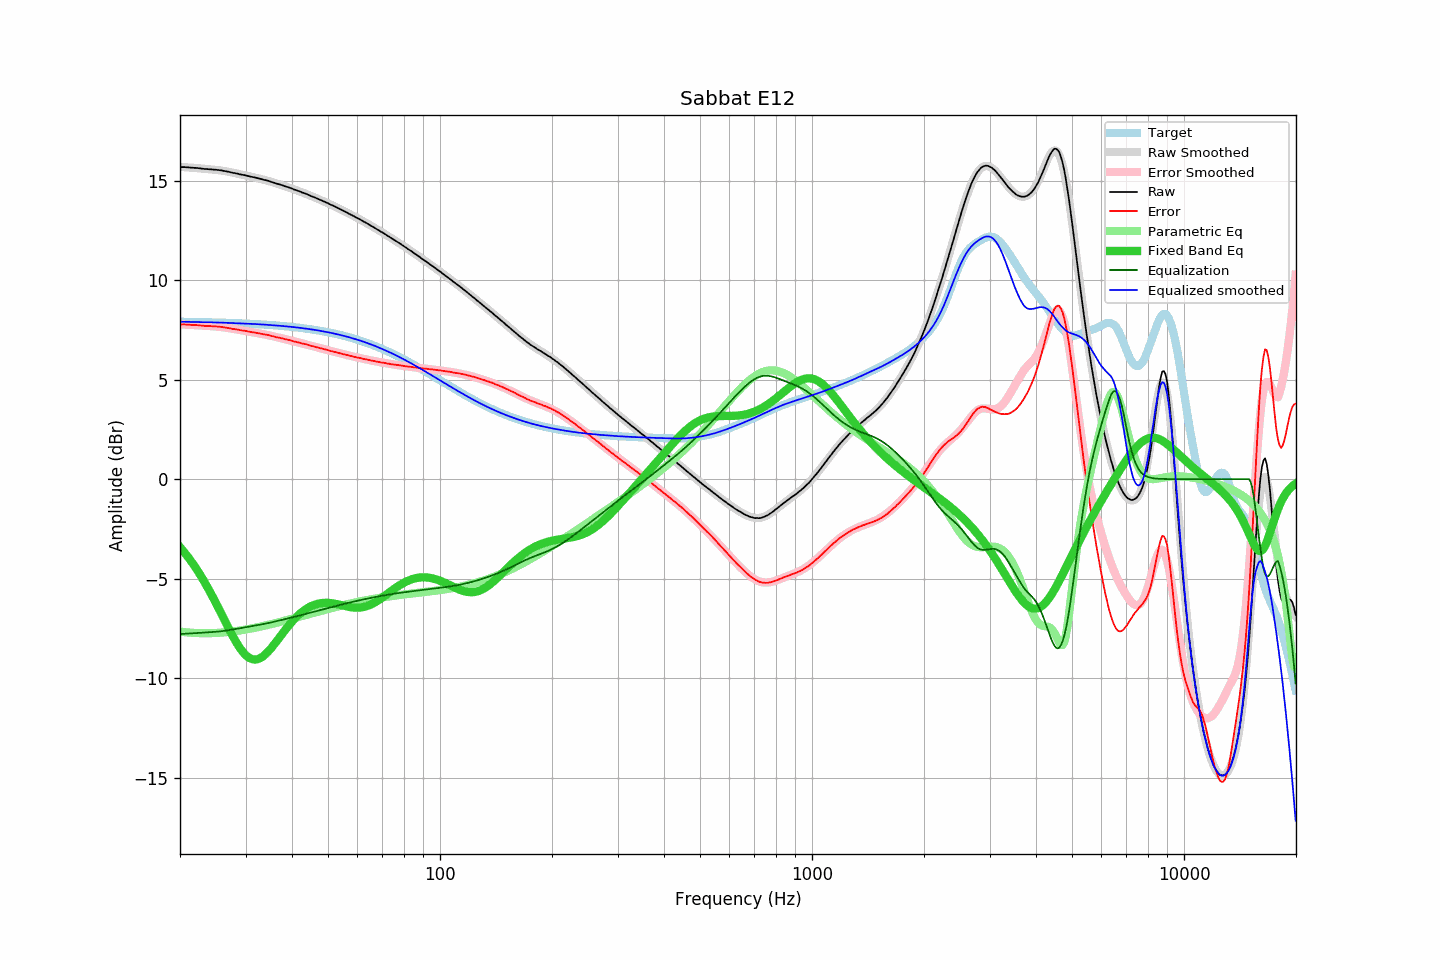 Sabbat E12
Target
Raw Smoothed
Error Smoothed
Raw
Error
Parametric Eq
Fixed Band Eq
Equalization
Equalized smoothed
15
10
5
0
−5
−10
−15
Amplitude (dBr)
100
1000
10000
Frequency (Hz)